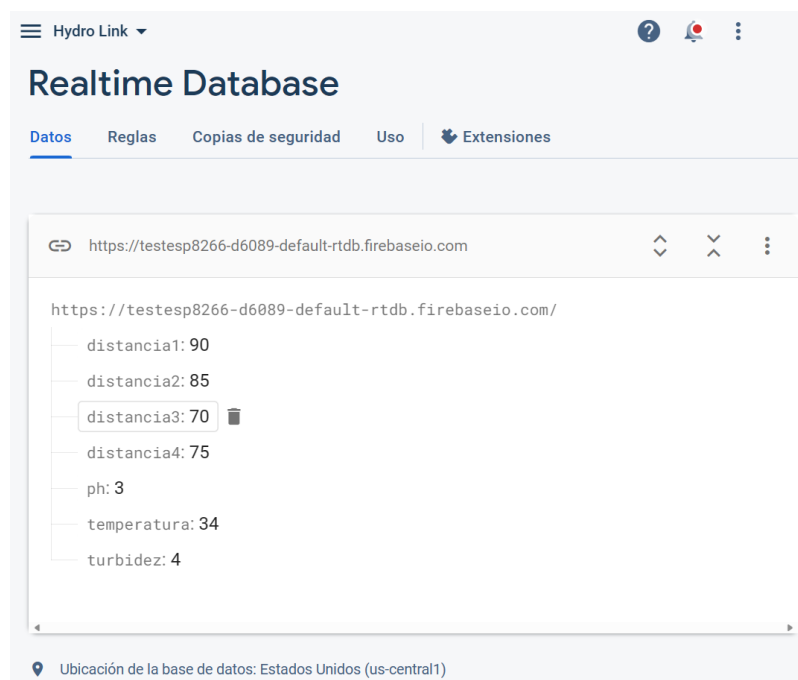 Hydro Link
Realtime Database
Datos Reglas Copias de seguridad Uso Extensiones
https://testesp8266-d6089-default-rtdb.firebaseio.com
https://testesp8266-d6089-default-rtdb.firebaseio.com/
distancia1: 90
distancia2: 85
distancia3: 70
distancia4: 75
ph: 3
temperatura: 34
turbidez: 4
Ubicación de la base de datos: Estados Unidos (us-central1)